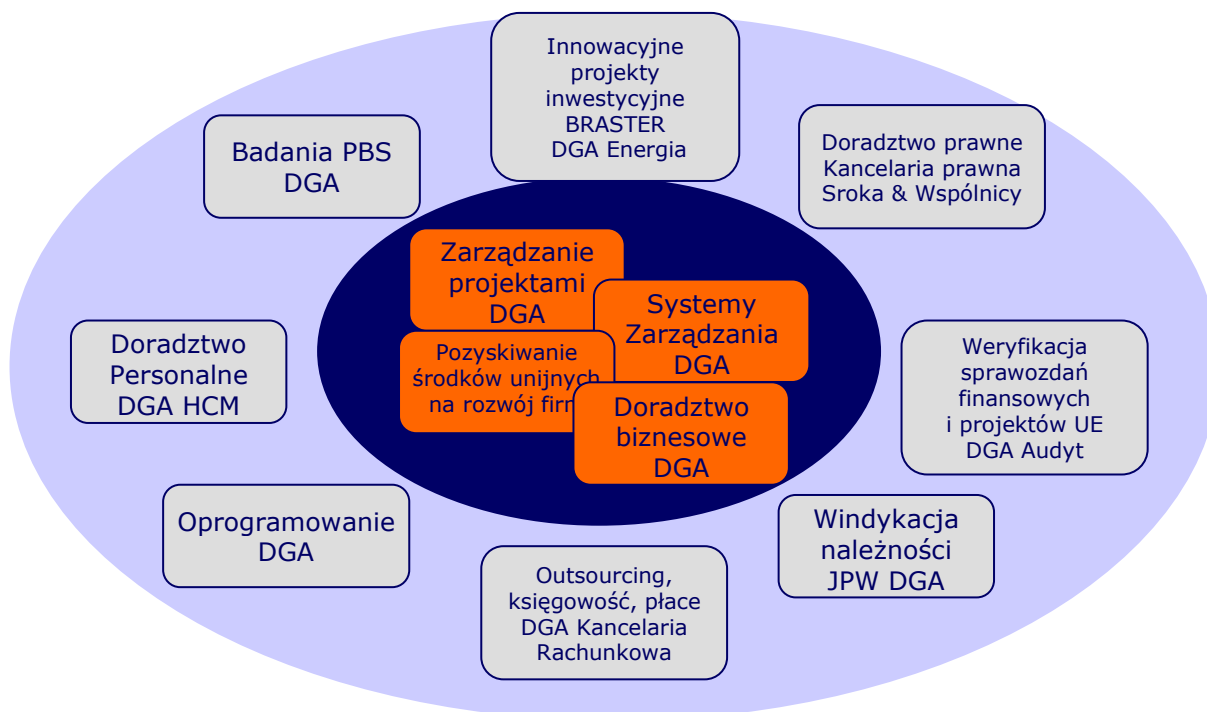 Innowacyjne
projekty
inwestycyjne
BRASTER
DGA Energia
Badania PBS
DGA
Doradztwo prawne
Kancelaria prawna
Sroka & Wspólnicy
Zarządzanie
projektami
DGA
Systemy
Zarządzania
DGA
Pozyskiwanie
środków unijnych
na rozwój firm
Doradztwo
biznesowe
DGA
Doradztwo
Personalne
DGA HCM
Weryfikacja
sprawozdań
finansowych
i projektów UE
DGA Audyt
Oprogramowanie
DGA
Windykacja
należności
JPW DGA
Outsourcing,
księgowość, płace
DGA Kancelaria
Rachunkowa